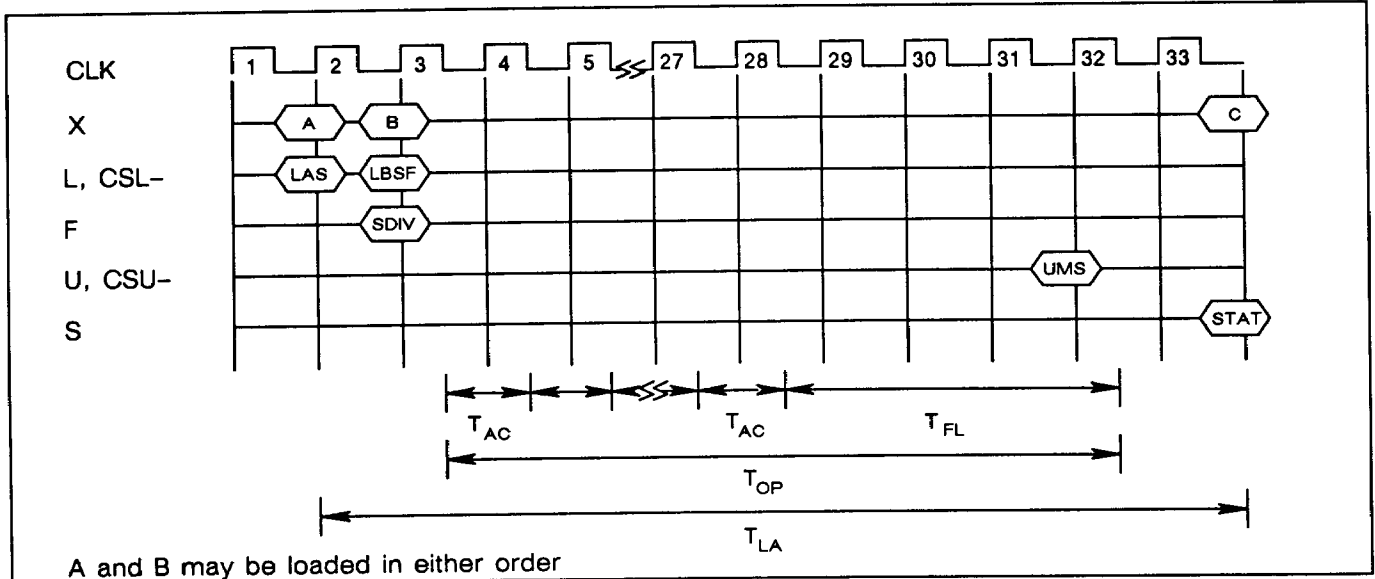 CLK 1 2 3 4 5 27 28 29 30 31 32 33
X A B C
L, CSL– LAS LBSF
F SDIV
U, CSU– UMS
S STAT
TAC TAC TFL
TOP
TLA
A and B may be loaded in either order